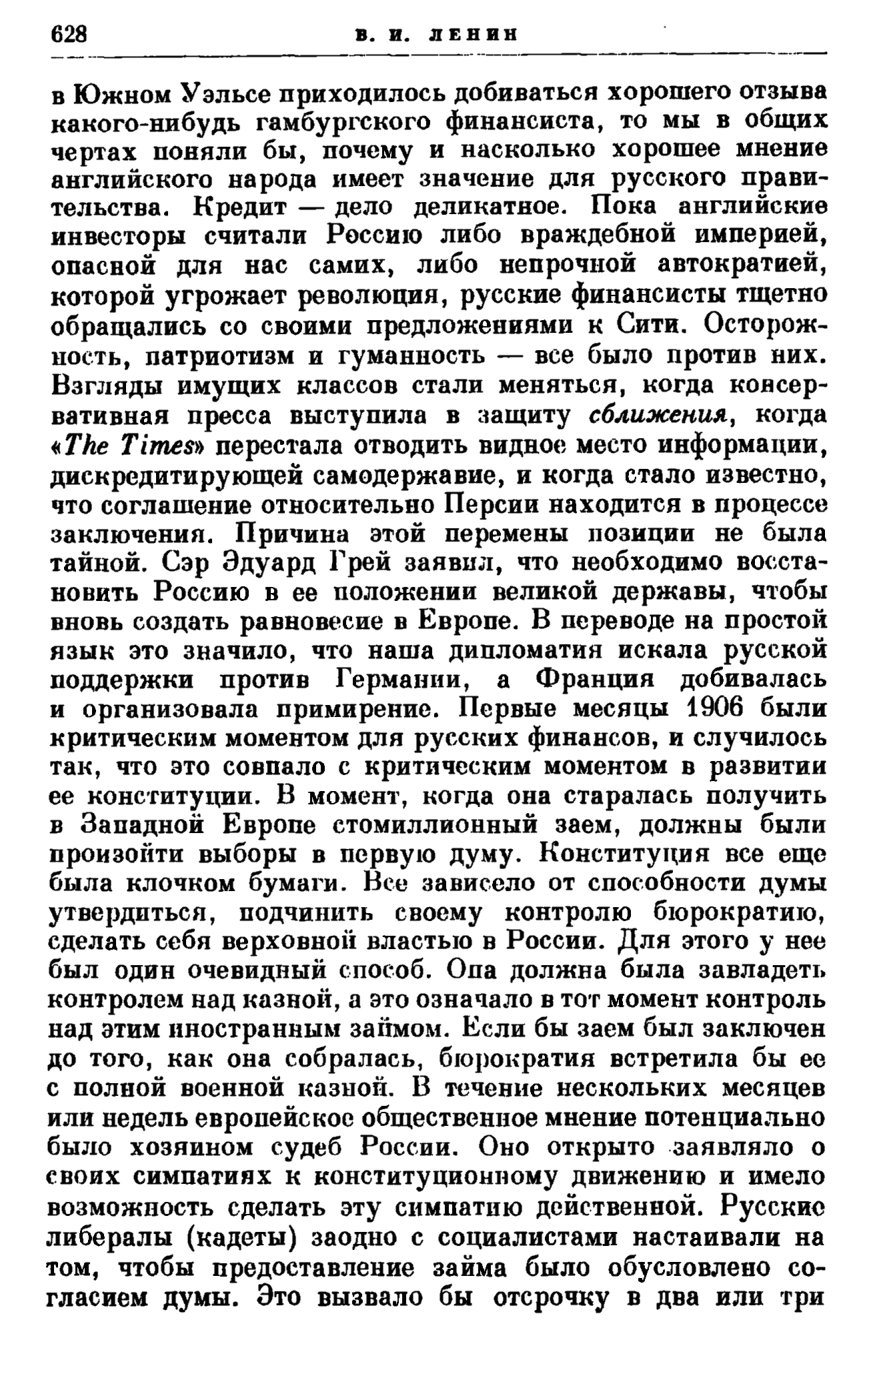 628
В. И. ЛЕНИН
в Южном Уэльсе приходилось добиваться хорошего отзыва
какого-нибудь гамбургского финансиста, то мы в общих
чертах поняли бы, почему и насколько хорошее мнение
английского народа имеет значение для русского прави-
тельства. Кредит — дело деликатное. Пока английские
инвесторы считали Россию либо враждебной империей,
опасной для нас самих, либо непрочной автократией,
которой угрожает революция, русские финансисты тщетно
обращались со своими предложениями к Сити. Осторож-
ность, патриотизм и гуманность — все было против них.
Взгляды имущих классов стали меняться, когда консер-
вативная пресса выступила в защиту сближения, когда
«The Times» перестала отводить видное место информации,
дискредитирующей самодержавие, и когда стало известно,
что соглашение относительно Персии находится в процессе
заключения. Причина этой перемены позиции не была
тайной. Сэр Эдуард Грей заявил, что необходимо восста-
новить Россию в ее положении великой державы, чтобы
вновь создать равновесие в Европе. В переводе на простой
язык это значило, что наша дипломатия искала русской
поддержки против Германии, а Франция добивалась
и организовала примирение. Первые месяцы 1906 были
критическим моментом для русских финансов, и случилось
так, что это совпало с критическим моментом в развитии
ее конституции. В момент, когда она старалась получить
в Западной Европе стомиллионный заем, должны были
произойти выборы в первую думу. Конституция все еще
была клочком бумаги. Все зависело от способности думы
утвердиться, подчинить своему контролю бюрократию,
сделать себя верховной властью в России. Для этого у нее
был один очевидный способ. Она должна была завладеть
контролем над казной, а это означало в тот момент контроль
над этим иностранным займом. Если бы заем был заключен
до того, как она собралась, бюрократия встретила бы ее
с полной военной казной. В течение нескольких месяцев
или недель европейское общественное мнение потенциально
было хозяином судеб России. Оно открыто заявляло о
своих симпатиях к конституционному движению и имело
возможность сделать эту симпатию действенной. Русские
либералы (кадеты) заодно с социалистами настаивали на
том, чтобы предоставление займа было обусловлено со-
гласием думы. Это вызвало бы отсрочку в два или три